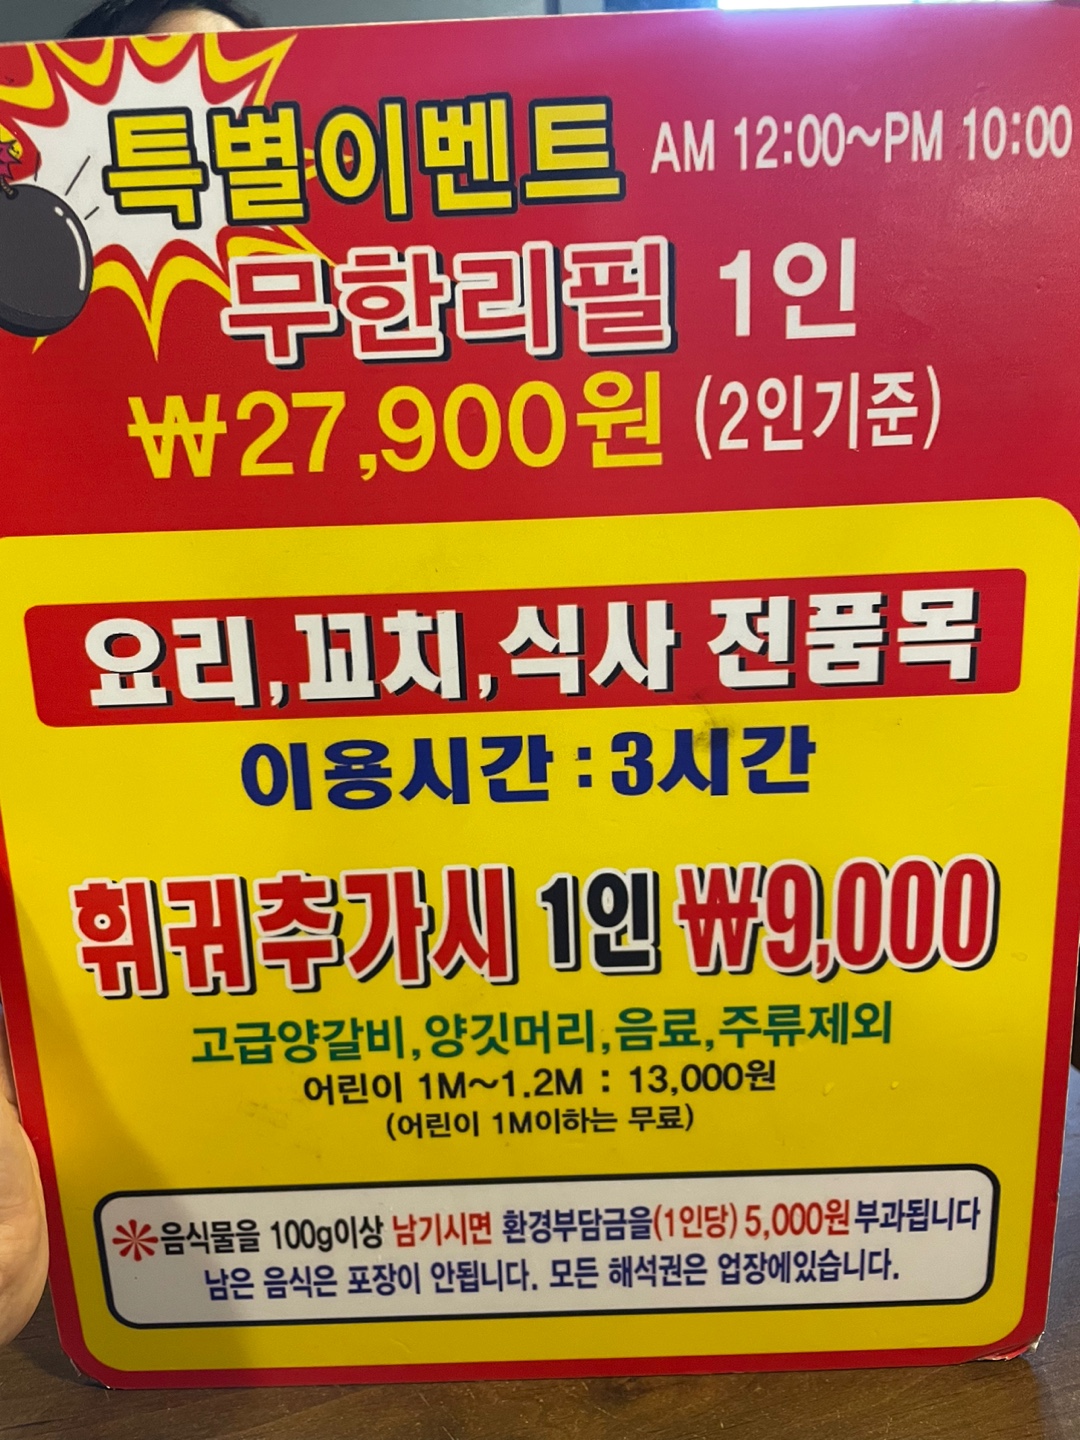 특별이벤트 AM 12:00~PM 10:00
무한리필 1인
₩27,900원 (2인기준)
요리,꼬치,식사 전품목
이용시간 : 3시간
휘궈추가시 1인 ₩9,000
고급양갈비,양깃머리,음료,주류제외
어린이 1M~1.2M : 13,000원
(어린이 1M이하는 무료)
※음식물을 100g이상 남기시면 환경부담금을(1인당) 5,000원 부과됩니다
남은 음식은 포장이 안됩니다. 모든 해석권은 업장에있습니다.